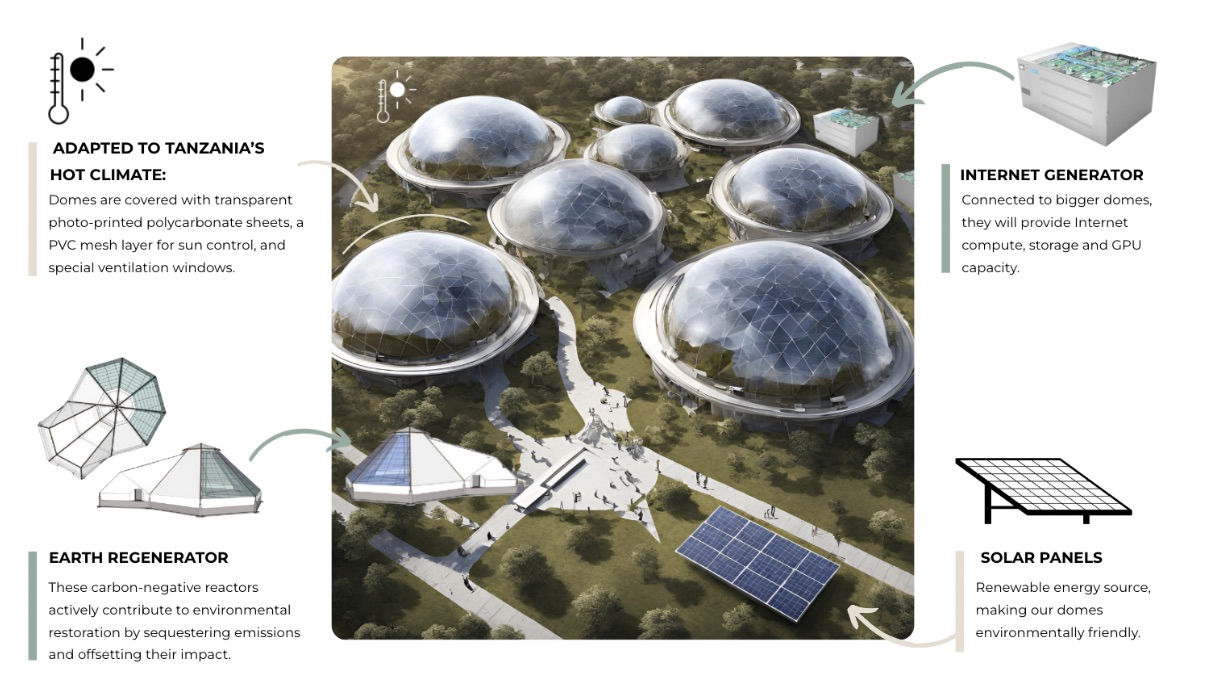 ADAPTED TO TANZANIA'S
HOT CLIMATE:
Domes are covered with transparent
photo-printed polycarbonate sheets, a
PVC mesh layer for sun control, and
special ventilation windows.
EARTH REGENERATOR
These carbon-negative reactors
actively contribute to environmental
restoration by sequestering emissions
and offsetting their impact.
INTERNET GENERATOR
Connected to bigger domes,
they will provide Internet
compute, storage and GPU
capacity.
SOLAR PANELS
Renewable energy source,
making our domes
environmentally friendly.